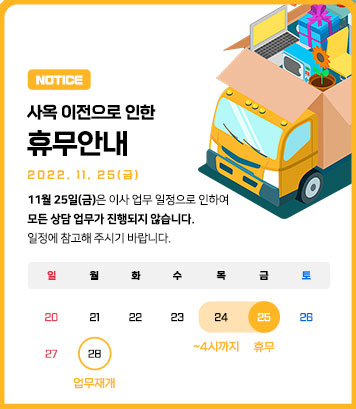 NOTICE
사옥 이전으로 인한
휴무안내
2022. 11. 25(금)
11월 25일(금)은 이사 업무 일정으로 인하여
모든 상담 업무가 진행되지 않습니다.
일정에 참고해 주시기 바랍니다.
일 월 화 수 목 금 토
20 21 22 23 24 25 26
~4시까지 휴무
27 28
업무재개